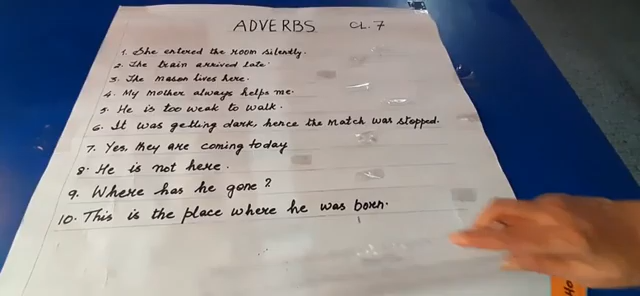 ADVERBS CL. 7
1. She entered the room silently.
2. The train arrived late.
3. The mason lives here.
4. My mother always helps me.
5. He is too weak to walk.
6. It was getting dark, hence the match was stopped.
7. Yes, they are coming today
8. He is not here.
9. Where has he gone?
10. This is the place where he was born.